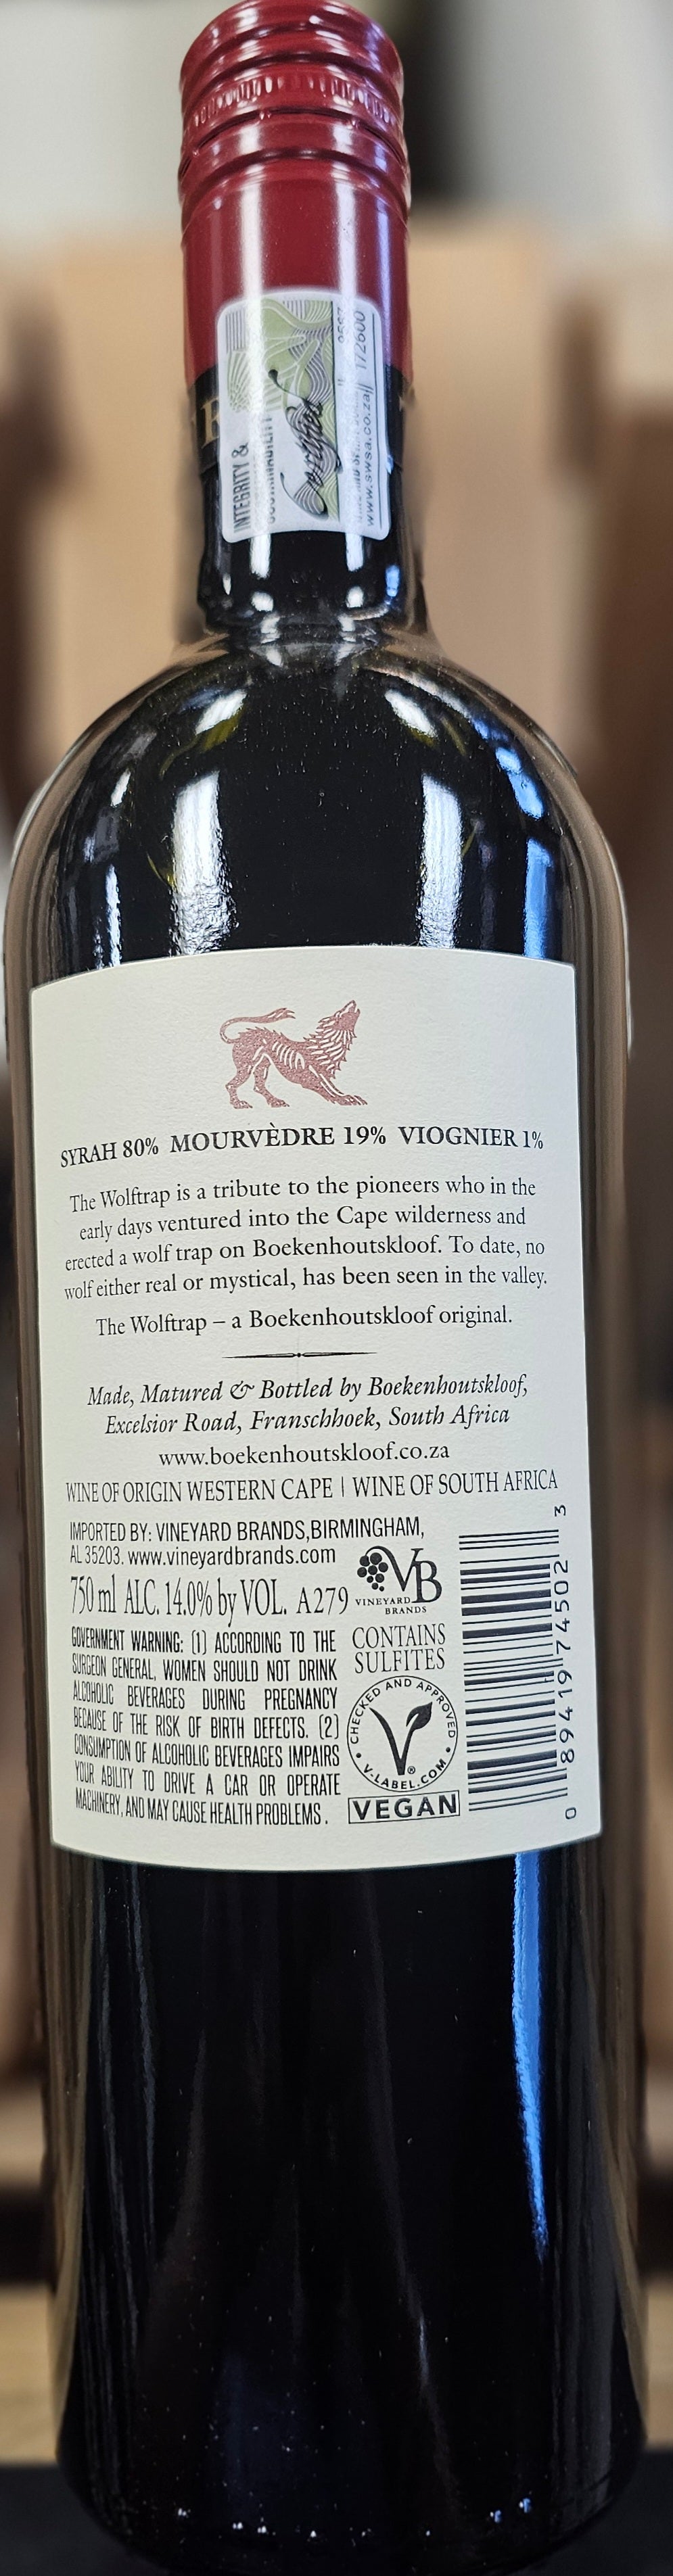 INTEGRITY &
SUSTAINABILITY
Certified
www.swsa.co.za
172600
SYRAH 80% MOURVÈDRE 19% VIOGNIER 1%
The Wolftrap is a tribute to the pioneers who in the
early days ventured into the Cape wilderness and
erected a wolf trap on Boekenhoutskloof. To date, no
wolf either real or mystical, has been seen in the valley.
The Wolftrap – a Boekenhoutskloof original.
Made, Matured & Bottled by Boekenhoutskloof,
Excelsior Road, Franschhoek, South Africa
www.boekenhoutskloof.co.za
WINE OF ORIGIN WESTERN CAPE | WINE OF SOUTH AFRICA
IMPORTED BY: VINEYARD BRANDS,BIRMINGHAM,
AL 35203. www.vineyardbrands.com
750 ml ALC. 14.0% by VOL. A279
VB
VINEYARD
BRANDS
GOVERNMENT WARNING: (1) ACCORDING TO THE
SURGEON GENERAL, WOMEN SHOULD NOT DRINK
ALCOHOLIC BEVERAGES DURING PREGNANCY
BECAUSE OF THE RISK OF BIRTH DEFECTS. (2)
CONSUMPTION OF ALCOHOLIC BEVERAGES IMPAIRS
YOUR ABILITY TO DRIVE A CAR OR OPERATE
MACHINERY, AND MAY CAUSE HEALTH PROBLEMS.
CONTAINS
SULFITES
CHECKED AND APPROVED
• V-LABEL.COM •
®
VEGAN
0 89419 74502 3